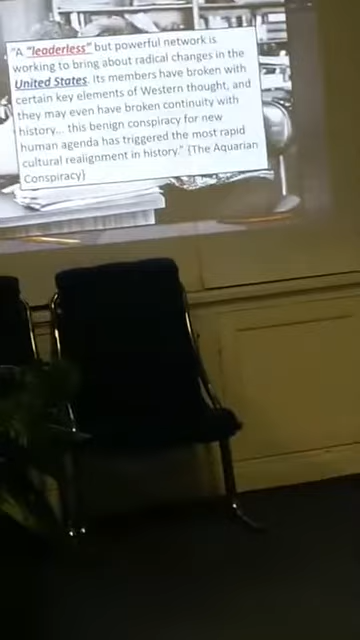 "A "leaderless" but powerful network is
working to bring about radical changes in the
United States. Its members have broken with
certain key elements of Western thought, and
they may even have broken continuity with
history... this benign conspiracy for new
human agenda has triggered the most rapid
cultural realignment in history." {The Aquarian
Conspiracy}